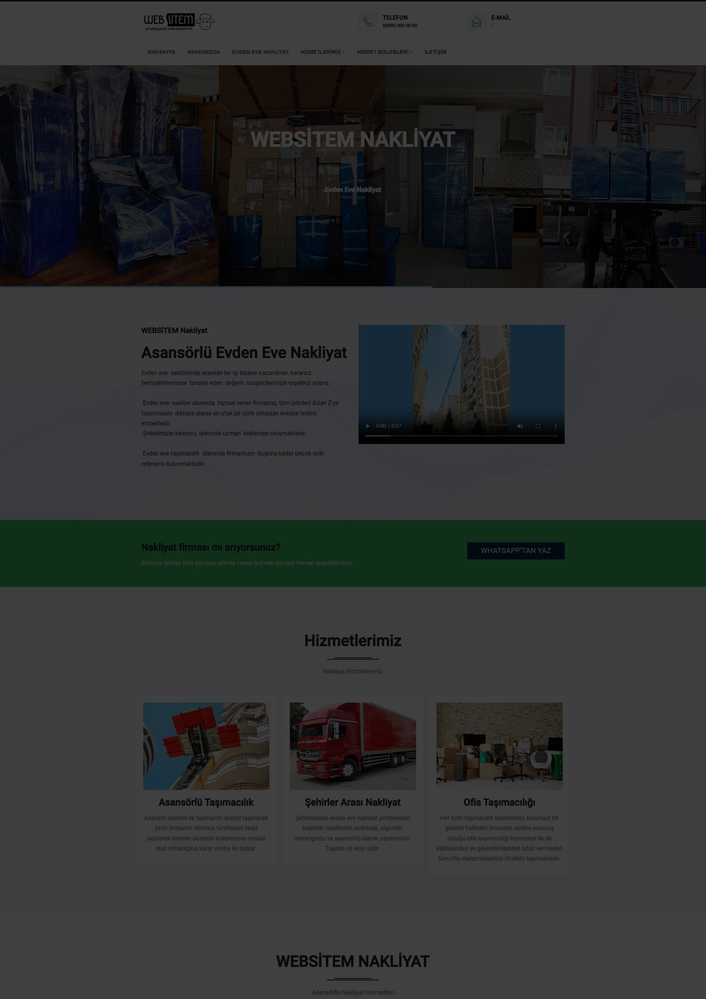 WEB SİTEM
profesyonel web tasarımı
TELEFON
0(000) 000 00 00
E-MAİL
-
ANASAYFA HAKKIMIZDA EVDEN EVE NAKLİYAT HİZMETLERİMİZ HİZMET BÖLGELERİ İLETİŞİM
WEBSİTEM NAKLİYAT
Evden Eve Nakliyat
WEBSİTEM Nakliyat
Asansörlü Evden Eve Nakliyat
Evden eve sektöründe aranılan bir işi bizlere kazandıran, kararsız
hemşehrilerimize tavsiye eden değerli müşterilerimize teşekkür ederiz.
Evden eve nakliye alanında hizmet veren firmamız, tüm ürünleri A'dan Z'ye
taşınmasını dikkate alarak en ufak bir çizik olmadan evinize teslim
etmektedir.
Şirketimizin kadrosu, işlerinde uzman kişilerden oluşmaktadır.
Evden eve taşımacılık alanında firmamızın bugüne kadar birçok ünlü
referansı bulunmaktadır.
0:00 / 0:27
Nakliyat firması mı arıyorsunuz?
Aklınıza takılan tüm sorulara anında cevap bulmak için bizi hemen arayabilirsiniz.
WHATSAPP'TAN YAZ
Hizmetlerimiz
Nakliyat Hizmetlerimiz
Asansörlü Taşımacılık
Asansör sistemi ile taşımanın işleyişi taşınacak
yerin firmamız elemanı tarafından keşif
yapılarak binanın asansör kullanımına müsait
olup olmadığına karar verme ile başlar.
Şehirler Arası Nakliyat
Şehirlerarası evden eve nakliyat profesyonel
kadrolar tarafından ambalajlı, sigortalı,
marangozlu ve asansörlü olarak yapılmalıdır.
Taşıma işi ekip işidir.
Ofis Taşımacılığı
Her türlü taşımacılık işlemleriniz sorunsuz bir
şekilde halleden firmamız sizlere sunmuş
olduğu ofis taşımacılığı hizmetleri ile de
kalitesinden ve güvenilirliğinden ödün vermeden
tüm ofis malzemelerinizi titizlikle taşımaktadır.
WEBSİTEM NAKLİYAT
Asansörlü Nakliyat Hizmetleri